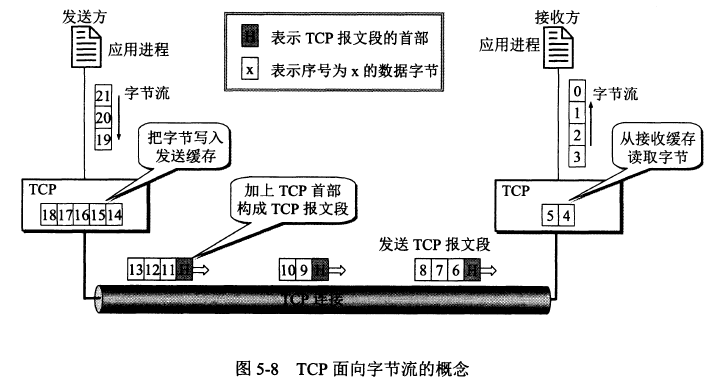 发送方
接收方
应用进程
应用进程
H 表示 TCP 报文段的首部
x 表示序号为 x 的数据字节
21
20
19
字节流
0
1
2
3
字节流
把字节写入
发送缓存
从接收缓存
读取字节
TCP
18 17 16 15 14
TCP
5 4
加上 TCP 首部
构成 TCP 报文段
发送 TCP 报文段
13 12 11 H
10 9 H
8 7 6 H
TCP 连接
图 5-8 TCP 面向字节流的概念